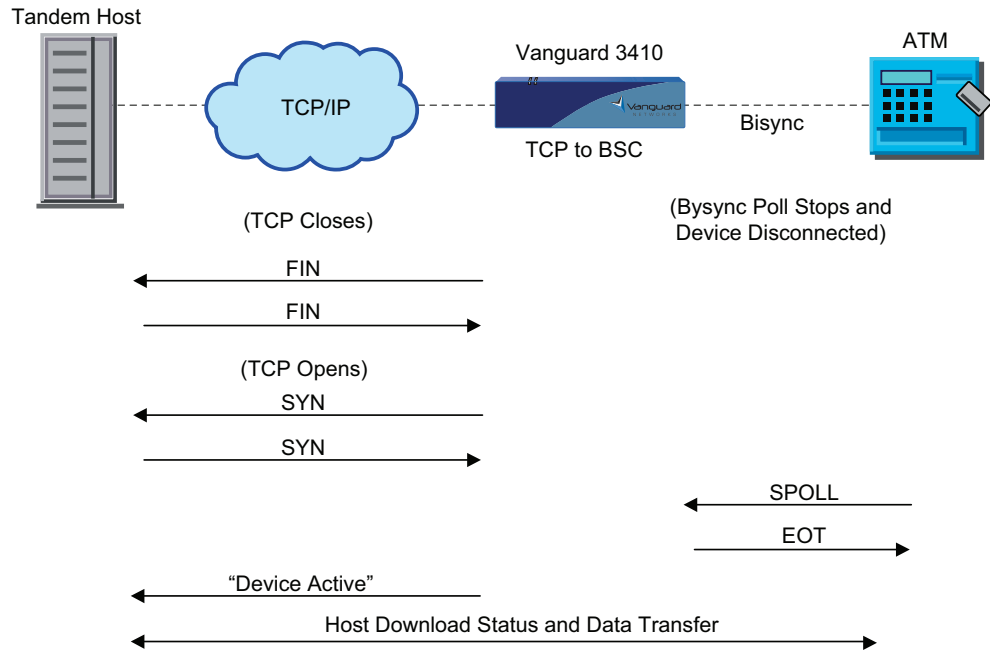 Tandem Host
Vanguard 3410
ATM
TCP/IP
Vanguard
NETWORKS
Bisync
TCP to BSC
(TCP Closes)
(Bysync Poll Stops and
Device Disconnected)
FIN
FIN
(TCP Opens)
SYN
SYN
SPOLL
EOT
“Device Active”
Host Download Status and Data Transfer